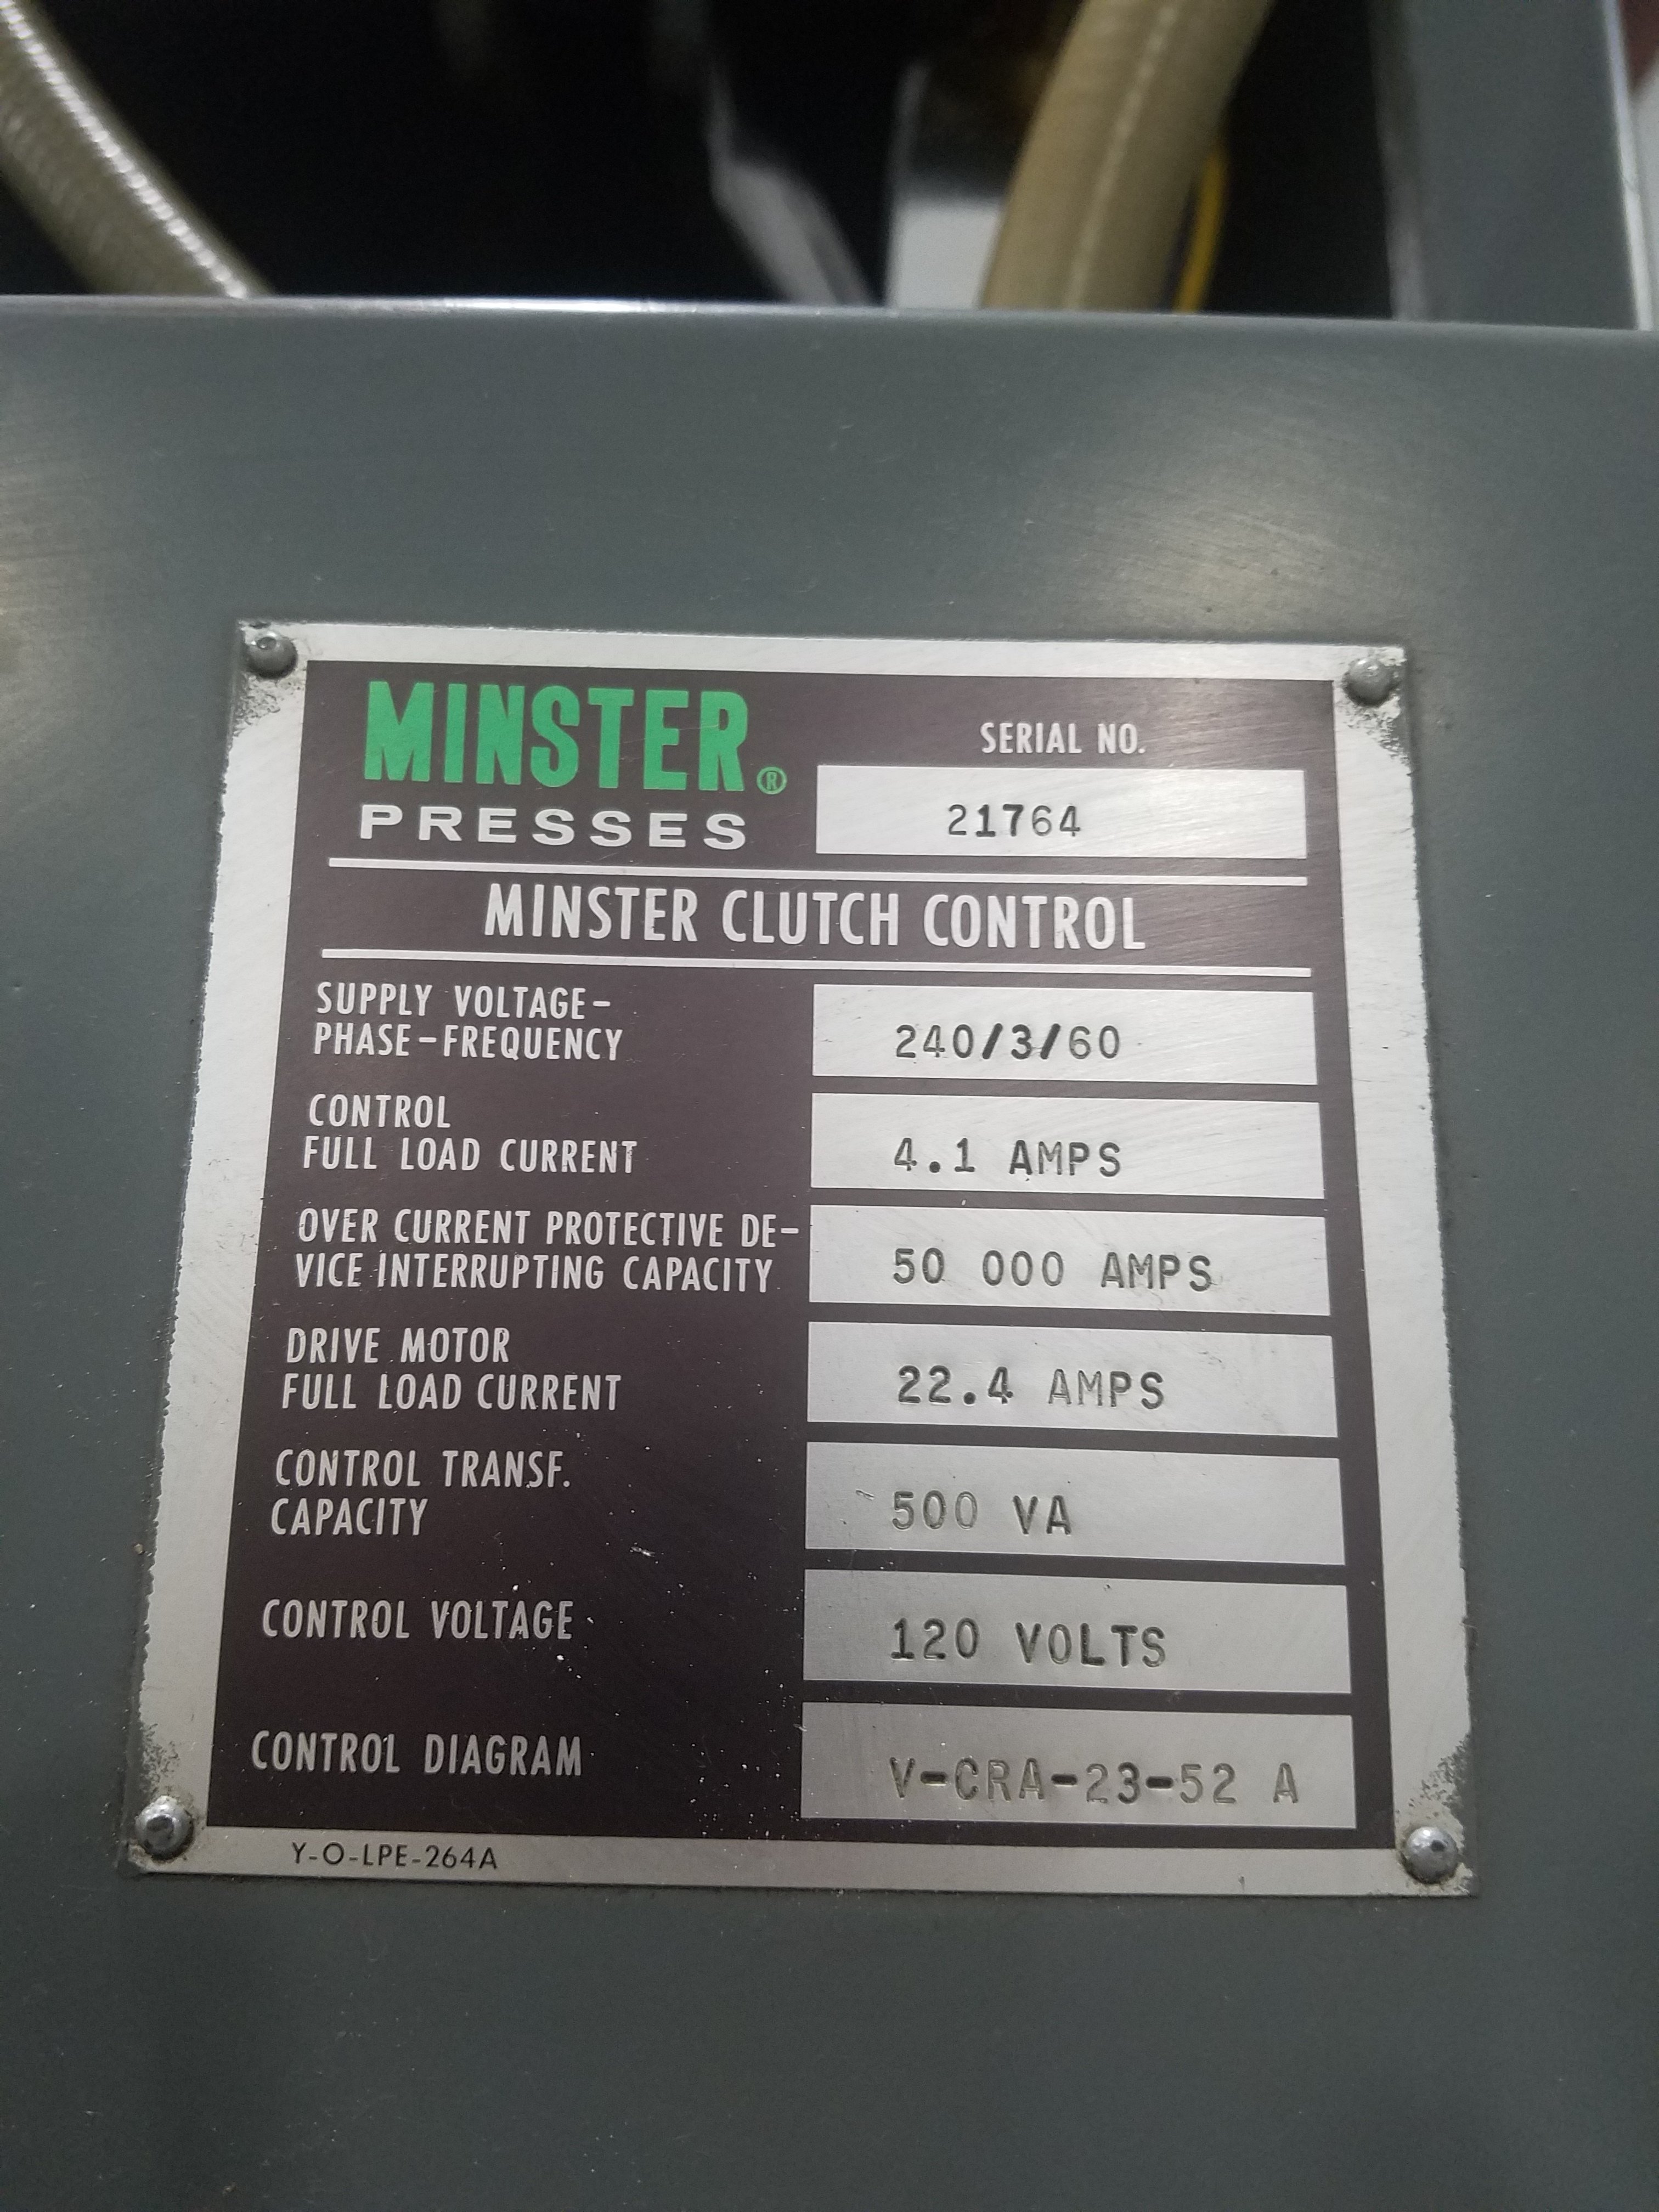 MINSTER®
PRESSES
SERIAL NO.
21764
MINSTER CLUTCH CONTROL
SUPPLY VOLTAGE-
PHASE-FREQUENCY
240/3/60
CONTROL
FULL LOAD CURRENT
4.1 AMPS
OVER CURRENT PROTECTIVE DE-
VICE INTERRUPTING CAPACITY
50 000 AMPS
DRIVE MOTOR
FULL LOAD CURRENT
22.4 AMPS
CONTROL TRANSF.
CAPACITY
500 VA
CONTROL VOLTAGE
120 VOLTS
CONTROL DIAGRAM
V-CRA-23-52 A
Y-O-LPE-264A